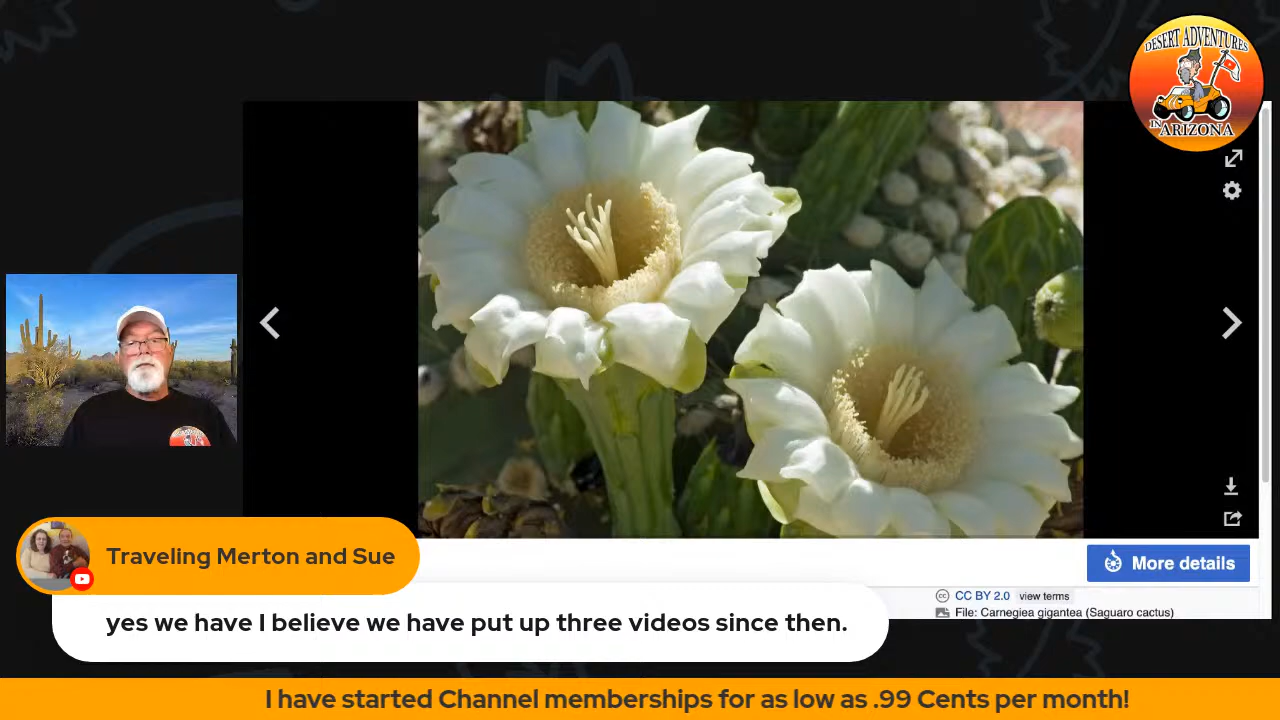 DESERT ADVENTURES
IN ARIZONA
Traveling Merton and Sue
yes we have I believe we have put up three videos since then.
More details
CC BY 2.0 view terms
File: Carnegiea gigantea (Saguaro cactus)
I have started Channel memberships for as low as .99 Cents per month!